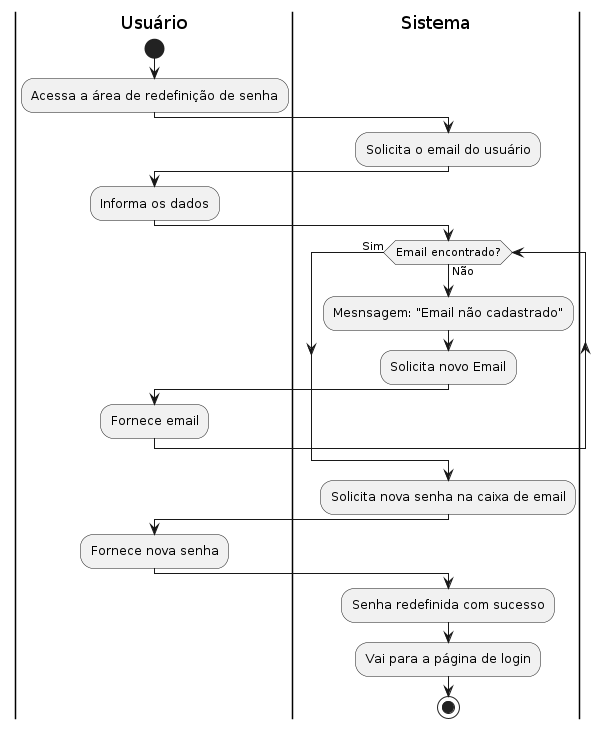 Usuário
Sistema
Acessa a área de redefinição de senha
Solicita o email do usuário
Informa os dados
Sim
Email encontrado?
Não
Mesnsagem: "Email não cadastrado"
Solicita novo Email
Fornece email
Solicita nova senha na caixa de email
Fornece nova senha
Senha redefinida com sucesso
Vai para a página de login